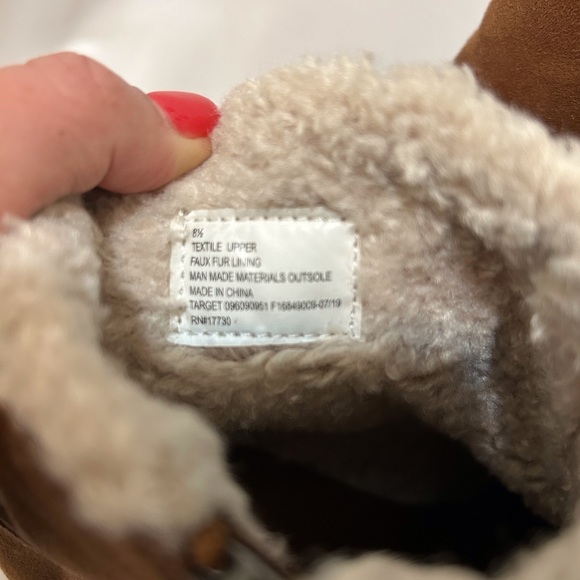 6½
TEXTILE UPPER
FAUX FUR LINING
MAN MADE MATERIALS OUTSOLE
MADE IN CHINA
TARGET 096090951 F16849009-07/19
RN#17730